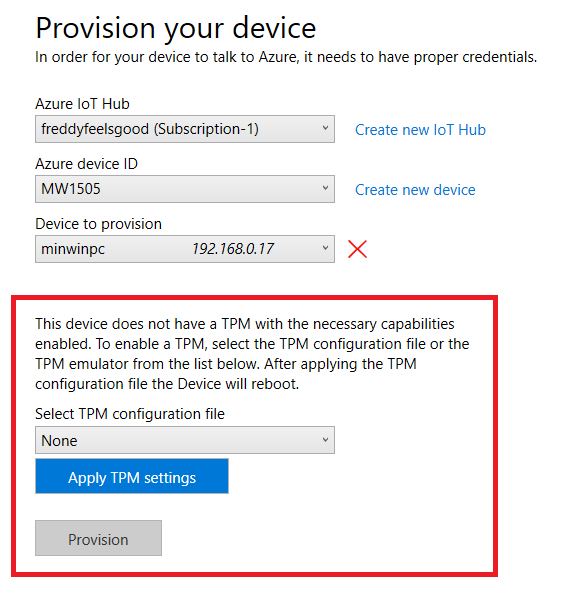 Provision your device
In order for your device to talk to Azure, it needs to have proper credentials.
Azure IoT Hub
freddyfeelsgood (Subscription-1)
Create new IoT Hub
Azure device ID
MW1505
Create new device
Device to provision
minwinpc 192.168.0.17
This device does not have a TPM with the necessary capabilities
enabled. To enable a TPM, select the TPM configuration file or the
TPM emulator from the list below. After applying the TPM
configuration file the Device will reboot.
Select TPM configuration file
None
Apply TPM settings
Provision